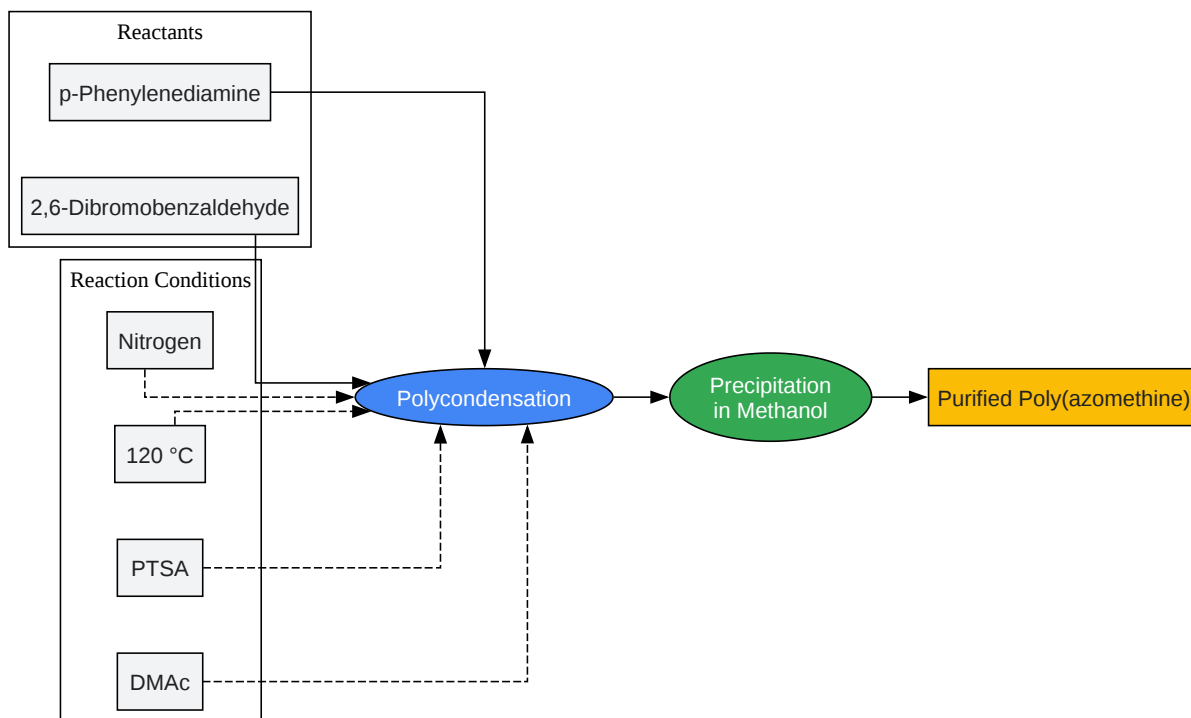 Reactants
p-Phenylenediamine
2,6-Dibromobenzaldehyde
Reaction Conditions
Nitrogen
120 °C
PTSA
DMAc
Polycondensation
Precipitation
in Methanol
Purified Poly(azomethine)